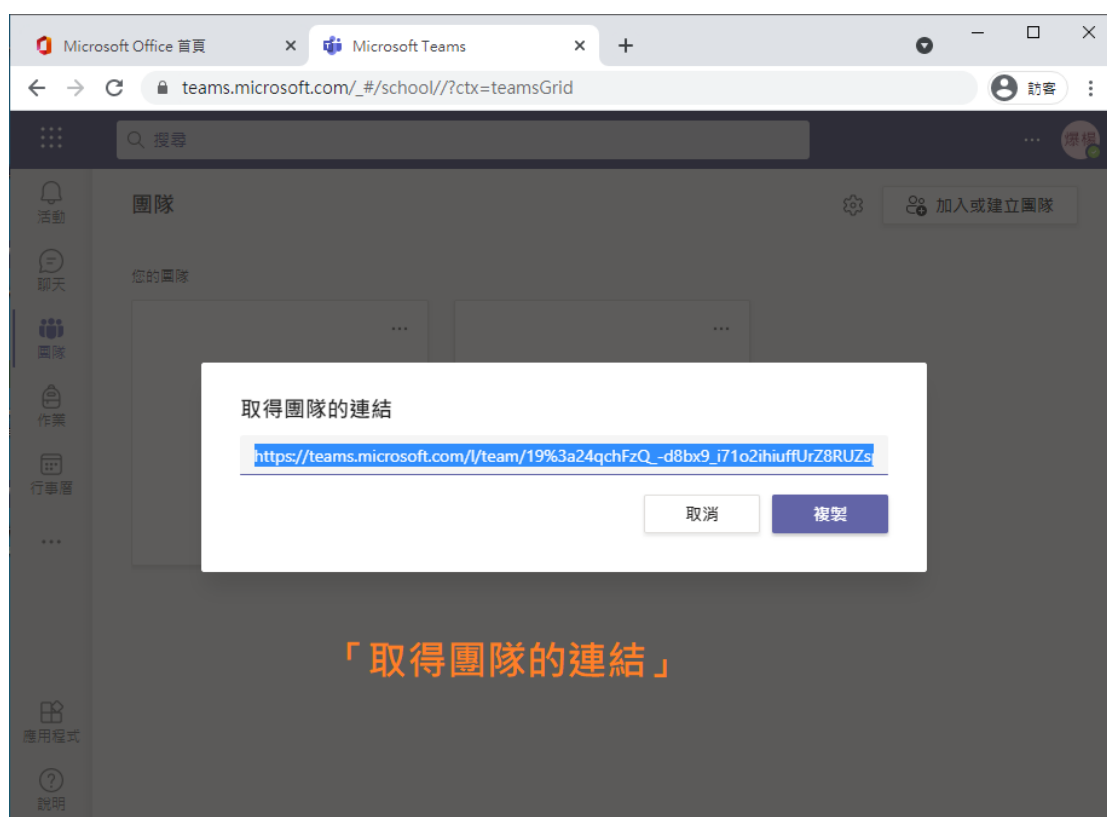 Microsoft Office 首頁
Microsoft Teams
teams.microsoft.com/_#/school//?ctx=teamsGrid
訪客
搜尋
爆楊
活動
團隊
加入或建立團隊
聊天
您的團隊
團隊
...
...
作業
取得團隊的連結
https://teams.microsoft.com/l/team/19%3a24qchFzQ_-d8bx9_i71o2ihiuffUrZ8RUZs
行事曆
取消
複製
「取得團隊的連結」
應用程式
說明